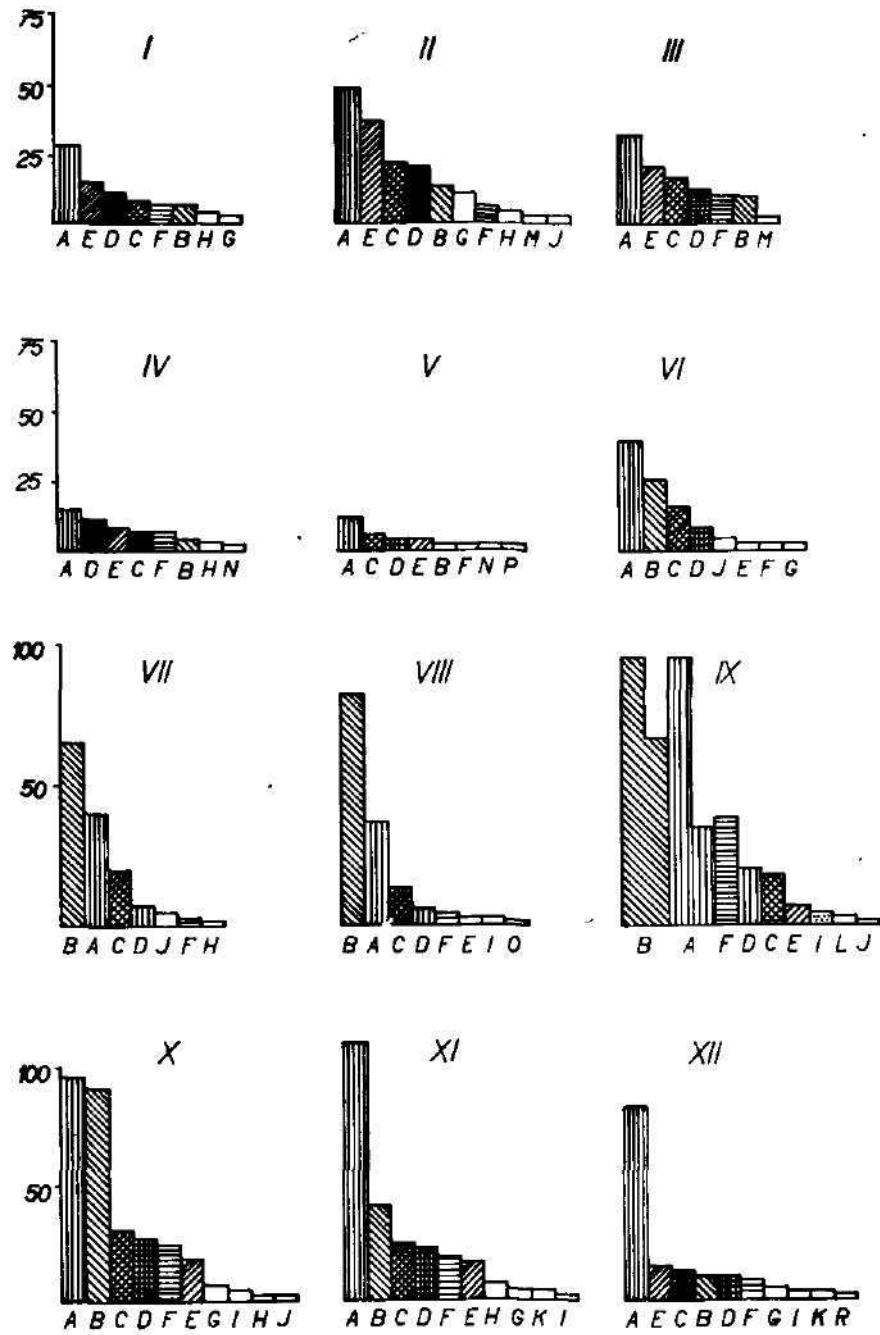 75
I
II
III
50
25
A E D C F B H G
A E C D B G F H M J
A E C D F B M
75
IV
V
VI
50
25
A D E C F B H N
A C D E B F N P
A B C D J E F G
100
VII
VIII
IX
50
B A C D J F H
B A C D F E I O
B A F D C E I L J
X
XI
XII
100
50
A B C D F E G I H J
A B C D F E H G K I
A E C B D F G I K R